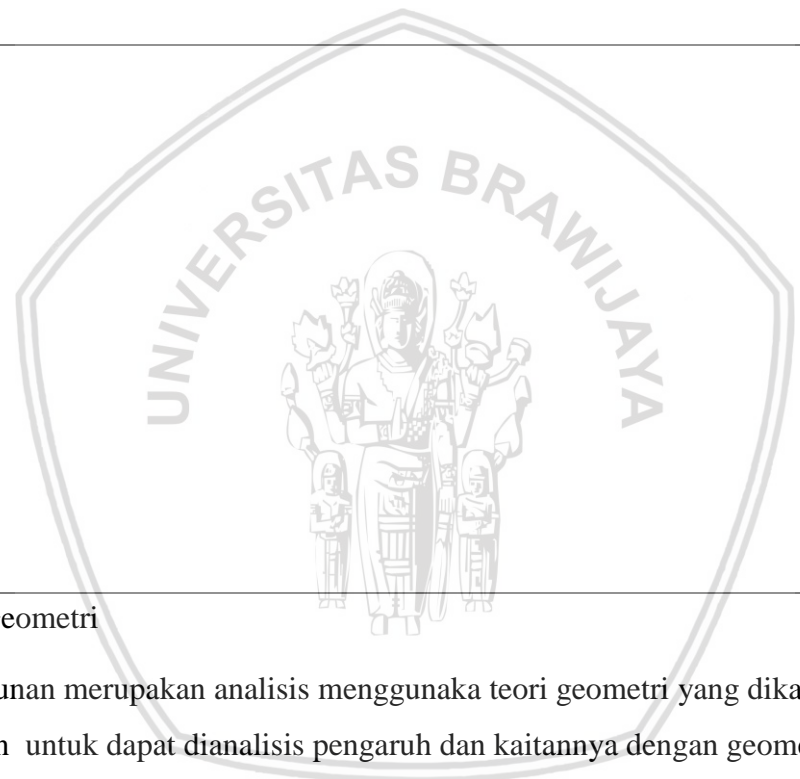 UNIVERSITAS BRAWIJAYA
eometri
unan merupakan analisis menggunaka teori geometri yang dika
n untuk dapat dianalisis pengaruh dan kaitannya dengan geome